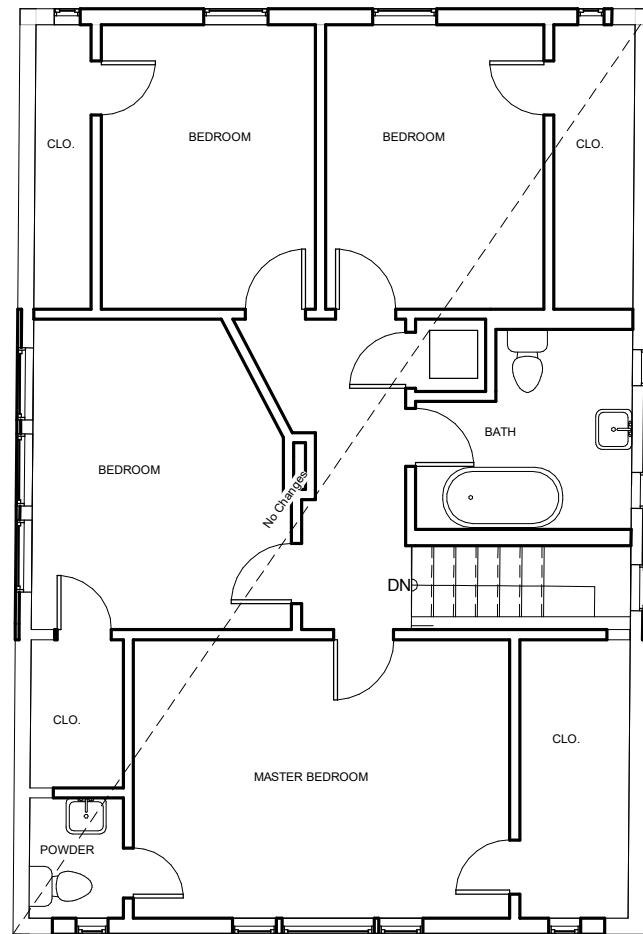 BEDROOM
BEDROOM
CLO.
CLO.
BATH
BEDROOM
No Changes
DN
CLO.
CLO.
MASTER BEDROOM
POWDER